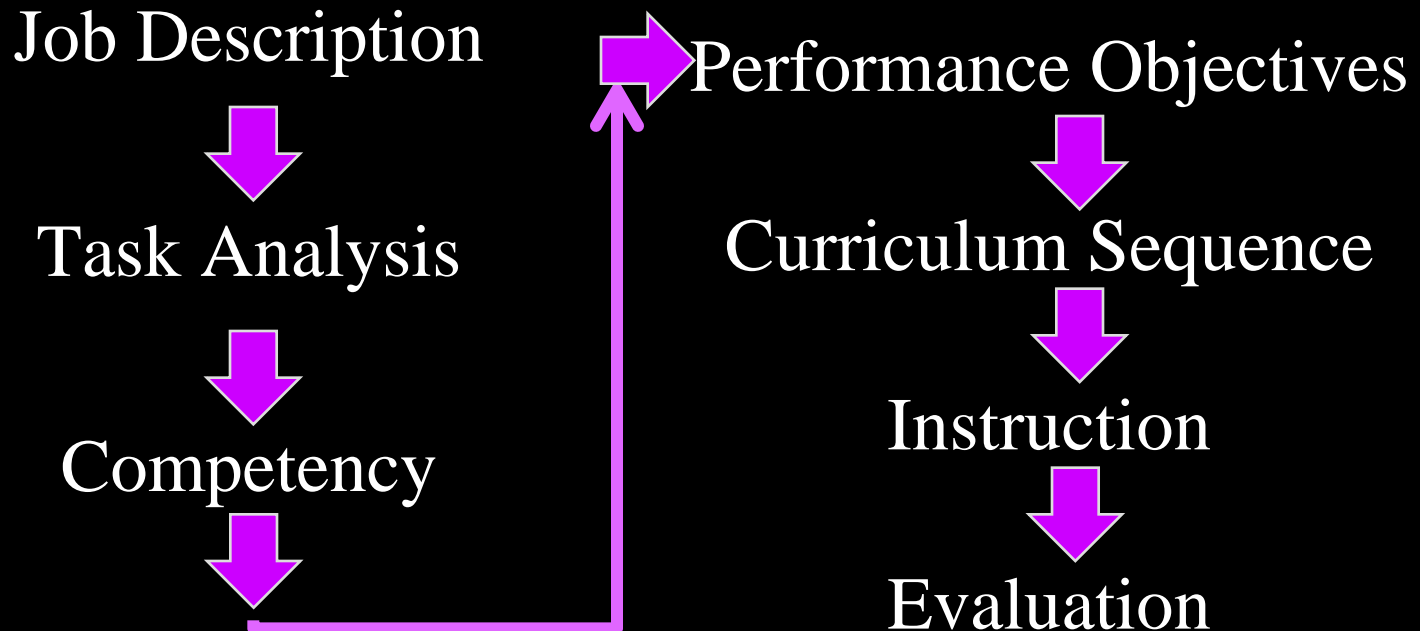 Job Description
Task Analysis
Competency
Performance Objectives
Curriculum Sequence
Instruction
Evaluation